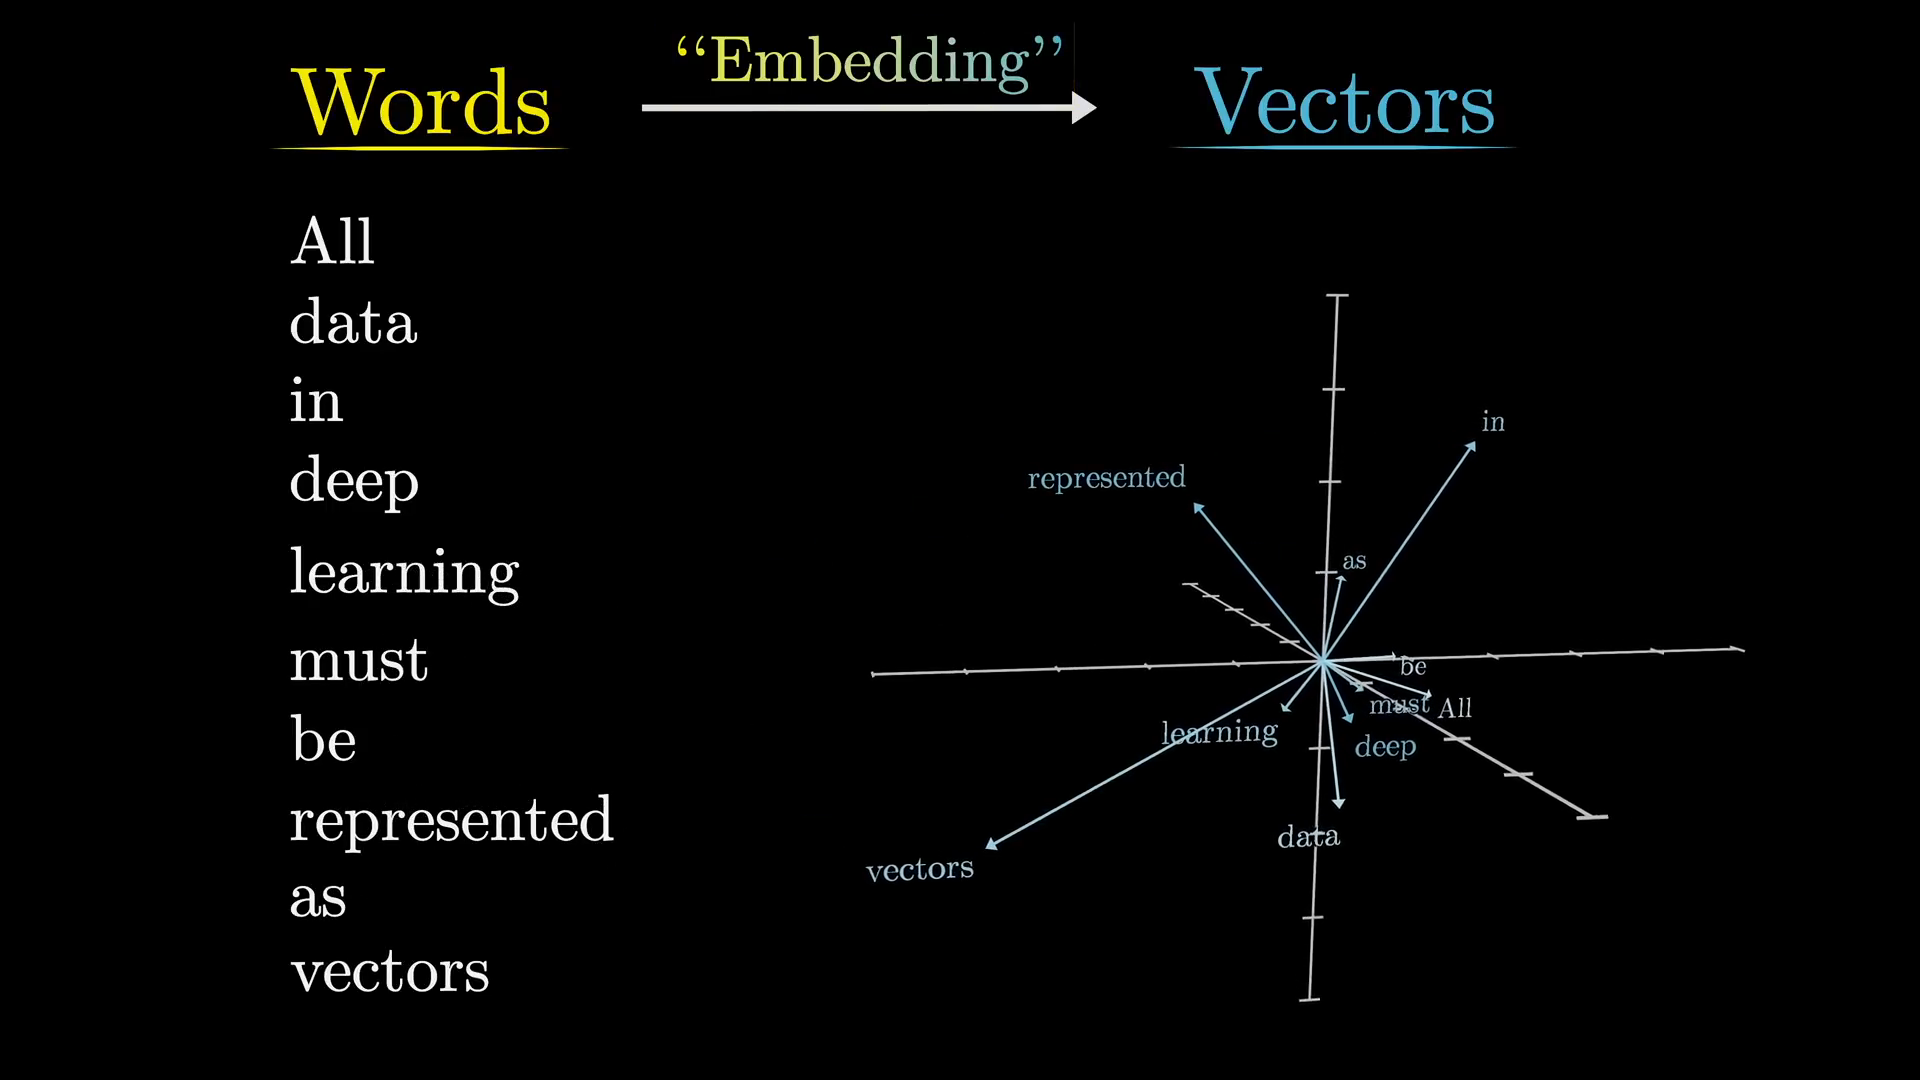 Words
“Embedding”
Vectors
All
data
in
deep
learning
must
be
represented
as
vectors
in
represented
as
be
must
All
learning
deep
data
vectors